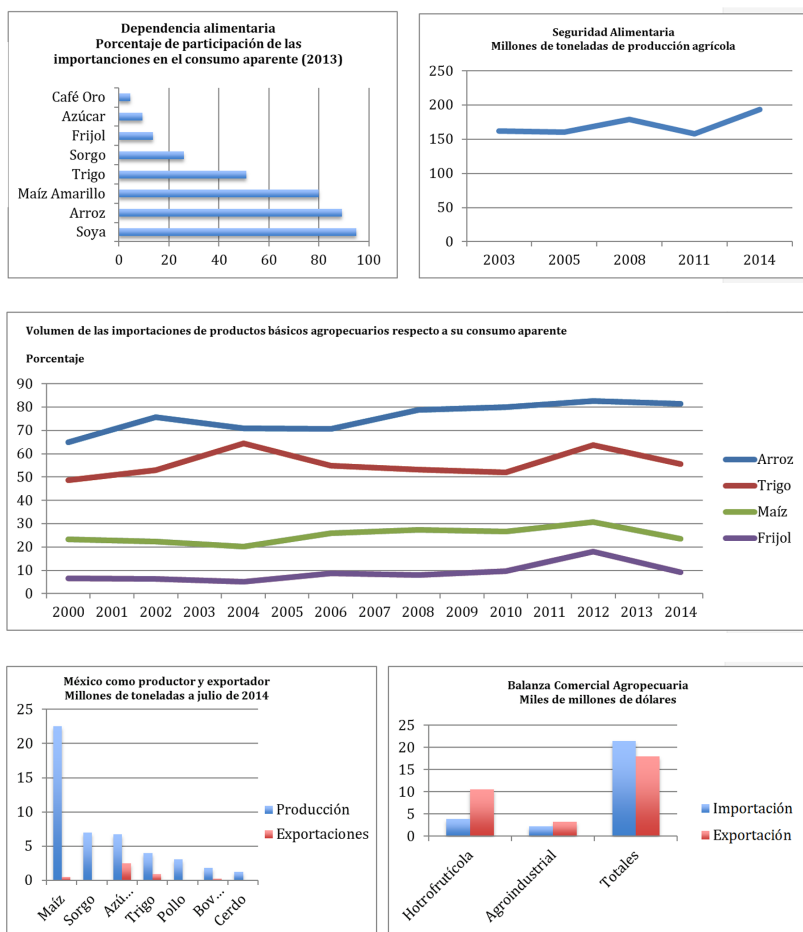 Dependencia alimentaria
Porcentaje de participación de las
importanciones en el consumo aparente (2013)
Café Oro
Azúcar
Frijol
Sorgo
Trigo
Maíz Amarillo
Arroz
Soya
0 20 40 60 80 100
Seguridad Alimentaria
Millones de toneladas de producción agrícola
250
200
150
100
50
0
2003 2005 2008 2011 2014
Volumen de las importaciones de productos básicos agropecuarios respecto a su consumo aparente
Porcentaje
90
80
70
60
50
40
30
20
10
0
2000 2001 2002 2003 2004 2005 2006 2007 2008 2009 2010 2011 2012 2013 2014
Arroz
Trigo
Maíz
Frijol
México como productor y exportador
Millones de toneladas a julio de 2014
25
20
15
10
5
0
Maíz
Sorgo
Azú...
Trigo
Pollo
Bov...
Cerdo
Producción
Exportaciones
Balanza Comercial Agropecuaria
Miles de millones de dólares
25
20
15
10
5
0
Hotrofrutícola
Agroindustrial
Totales
Importación
Exportación